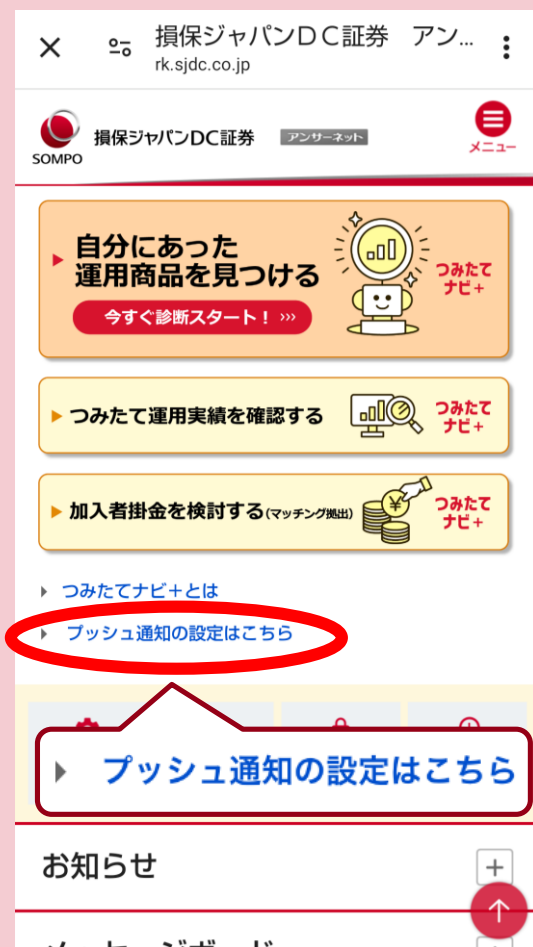 損保ジャパンDC証券 アン...
rk.sjdc.co.jp
SOMPO
損保ジャパンDC証券
アンサーネット
メニュー
自分にあった
運用商品を見つける
今すぐ診断スタート! »›
つみたて
ナビ+
つみたて運用実績を確認する
つみたて
ナビ+
加入者掛金を検討する(マッチング拠出)
¥
つみたて
ナビ+
つみたてナビ+とは
プッシュ通知の設定はこちら
プッシュ通知の設定はこちら
お知らせ